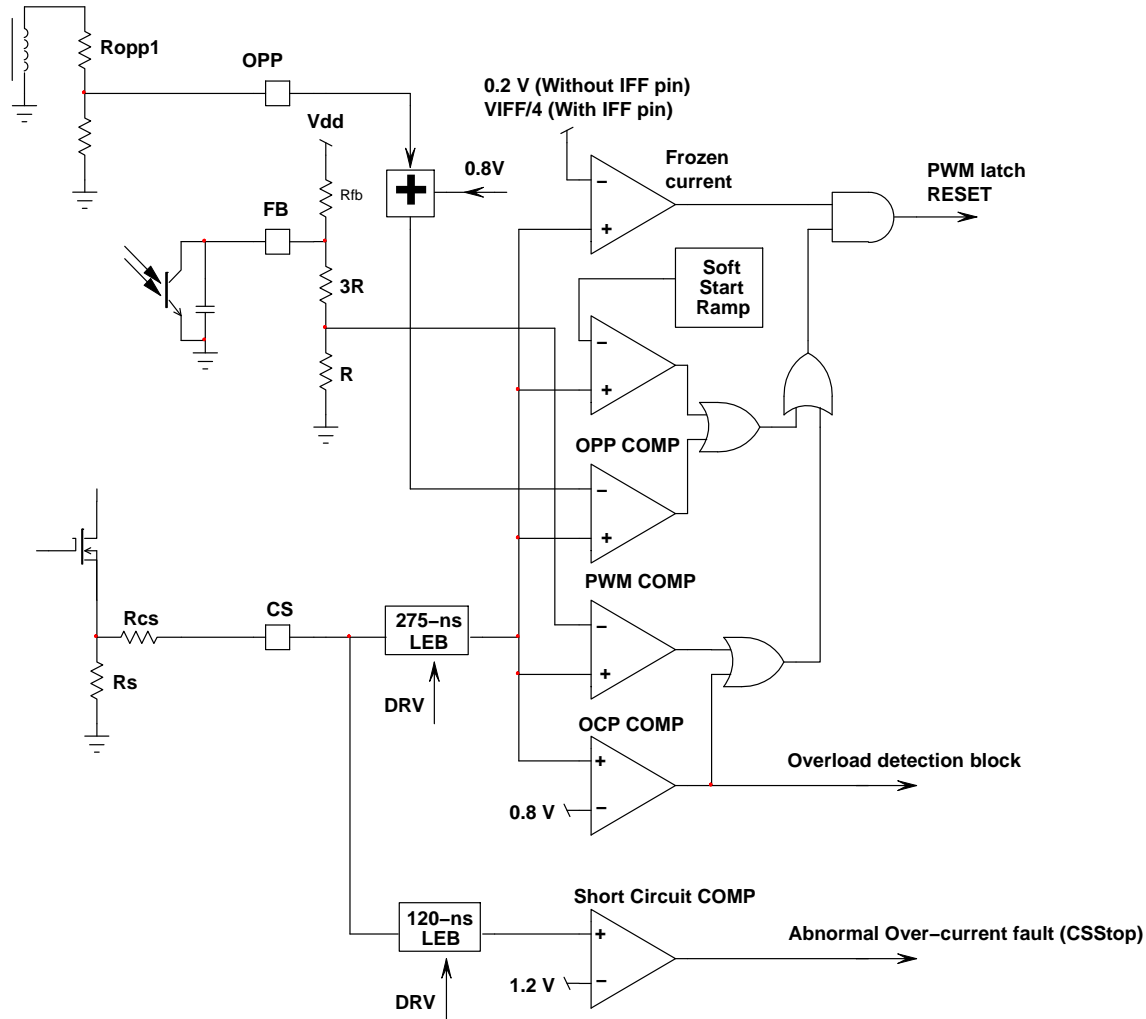 Ropp1
OPP
0.2 V (Without IFF pin)
VIFF/4 (With IFF pin)
Vdd
0.8V
Frozen
current
PWM latch
RESET
Rfb
FB
3R
R
Soft
Start
Ramp
OPP COMP
PWM COMP
Rcs
CS
275–ns
LEB
Rs
DRV
OCP COMP
0.8 V
Overload detection block
Short Circuit COMP
120–ns
LEB
1.2 V
DRV
Abnormal Over–current fault (CSStop)